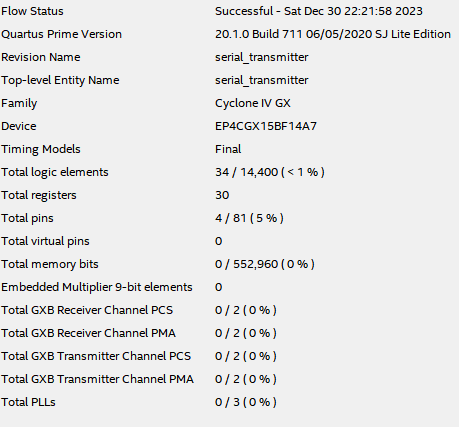 Flow Status Successful - Sat Dec 30 22:21:58 2023
Quartus Prime Version 20.1.0 Build 711 06/05/2020 SJ Lite Edition
Revision Name serial_transmitter
Top-level Entity Name serial_transmitter
Family Cyclone IV GX
Device EP4CGX15BF14A7
Timing Models Final
Total logic elements 34 / 14,400 ( < 1 % )
Total registers 30
Total pins 4 / 81 ( 5 % )
Total virtual pins 0
Total memory bits 0 / 552,960 ( 0 % )
Embedded Multiplier 9-bit elements 0
Total GXB Receiver Channel PCS 0 / 2 ( 0 % )
Total GXB Receiver Channel PMA 0 / 2 ( 0 % )
Total GXB Transmitter Channel PCS 0 / 2 ( 0 % )
Total GXB Transmitter Channel PMA 0 / 2 ( 0 % )
Total PLLs 0 / 3 ( 0 % )